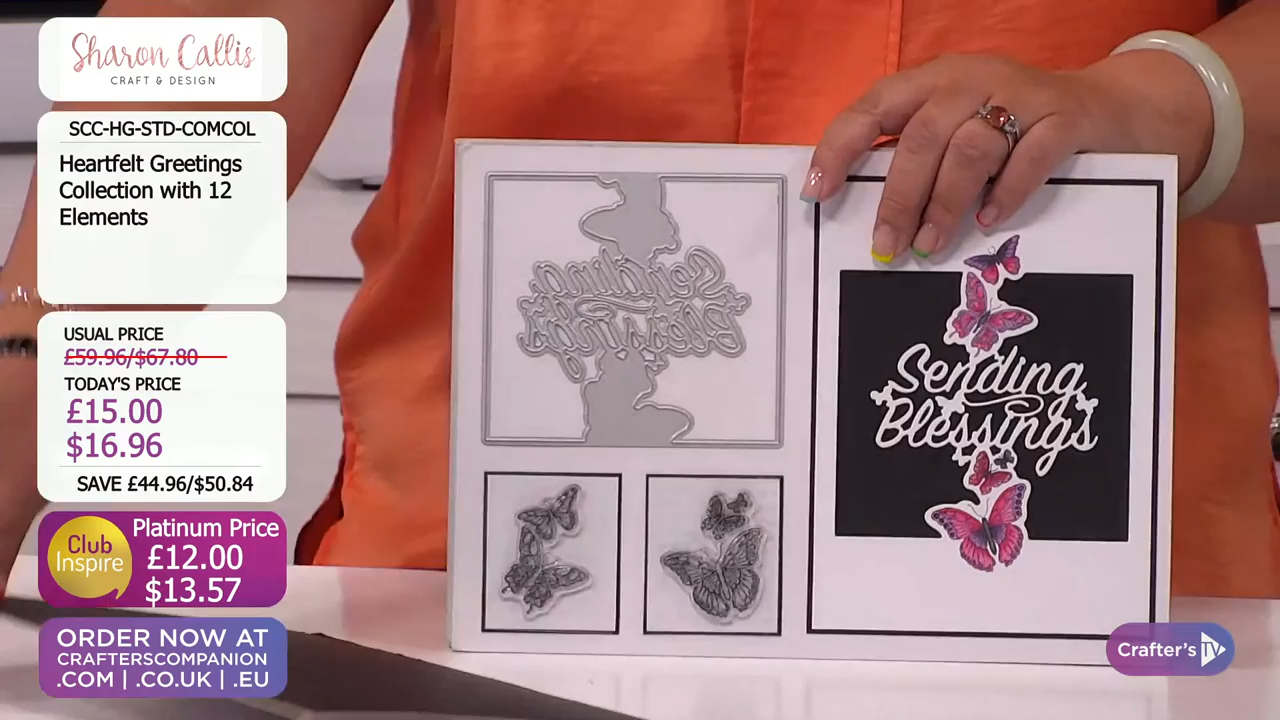 Sharon Callis
CRAFT & DESIGN
SCC-HG-STD-COMCOL
Heartfelt Greetings
Collection with 12
Elements
USUAL PRICE
£59.96/$67.80
TODAY'S PRICE
£15.00
$16.96
SAVE £44.96/$50.84
Club
Inspire
Platinum Price
£12.00
$13.57
ORDER NOW AT
CRAFTERSCOMPANION
.COM | .CO.UK | .EU
Sending
Blessings
Sending
Blessings
Crafter's TV